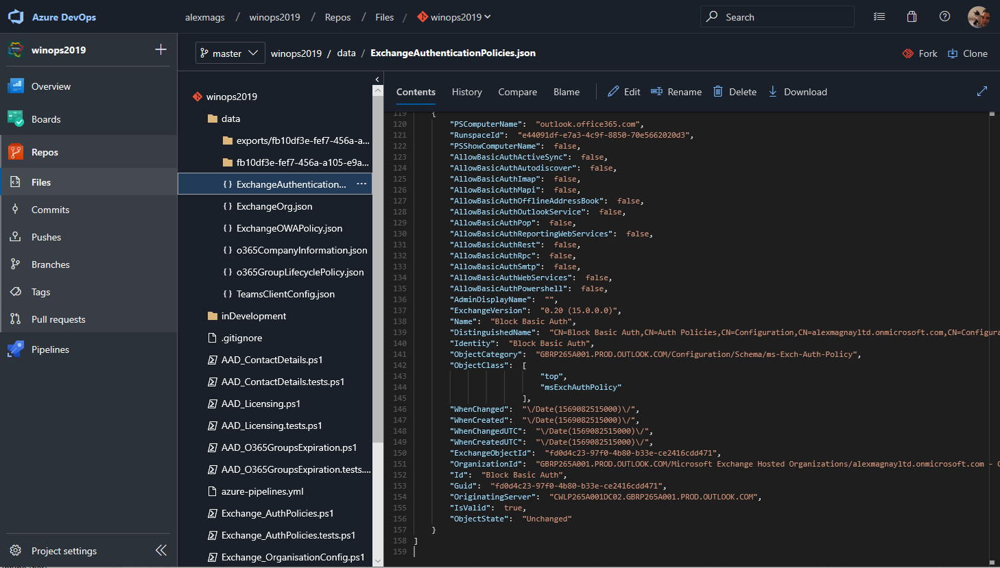 Azure DevOps
alexmags / winops2019 / Repos / Files / winops2019
Search
winops2019
Overview
Boards
Repos
Files
Commits
Pushes
Branches
Tags
Pull requests
Pipelines
Project settings
master
winops2019 / data / ExchangeAuthenticationPolicies.json
Fork
Clone
winops2019
data
exports/fb10df3e-fef7-456a-a...
fb10df3e-fef7-456a-a105-e9a...
{ } ExchangeAuthentication... ...
{ } ExchangeOrg.json
{ } ExchangeOWAPolicy.json
{ } o365CompanyInformation.json
{ } o365GroupLifecyclePolicy.json
{ } TeamsClientConfig.json
inDevelopment
.gitignore
AAD_ContactDetails.ps1
AAD_ContactDetails.tests.ps1
AAD_Licensing.ps1
AAD_Licensing.tests.ps1
AAD_O365GroupsExpiration.ps1
AAD_O365GroupsExpiration.tests....
azure-pipelines.yml
Exchange_AuthPolicies.ps1
Exchange_AuthPolicies.tests.ps1
Exchange_OrganisationConfig.ps1
Contents History Compare Blame Edit Rename Delete Download
119 {
120 "PSComputerName": "outlook.office365.com",
121 "RunspaceId": "e44091df-e7a3-4c9f-8850-70e5662020d3",
122 "PSShowComputerName": false,
123 "AllowBasicAuthActiveSync": false,
124 "AllowBasicAuthAutodiscover": false,
125 "AllowBasicAuthImap": false,
126 "AllowBasicAuthMapi": false,
127 "AllowBasicAuthOfflineAddressBook": false,
128 "AllowBasicAuthOutlookService": false,
129 "AllowBasicAuthPop": false,
130 "AllowBasicAuthReportingWebServices": false,
131 "AllowBasicAuthRest": false,
132 "AllowBasicAuthRpc": false,
133 "AllowBasicAuthSmtp": false,
134 "AllowBasicAuthWebServices": false,
135 "AllowBasicAuthPowershell": false,
136 "AdminDisplayName": "",
137 "ExchangeVersion": "0.20 (15.0.0.0)",
138 "Name": "Block Basic Auth",
139 "DistinguishedName": "CN=Block Basic Auth,CN=Auth Policies,CN=Configuration,CN=alexmagnayltd.onmicrosoft.com,CN=Configura
140 "Identity": "Block Basic Auth",
141 "ObjectCategory": "GBRP265A001.PROD.OUTLOOK.COM/Configuration/Schema/ms-Exch-Auth-Policy",
142 "ObjectClass": [
143 "top",
144 "msExchAuthPolicy"
145 ],
146 "WhenChanged": "\/Date(1569082515000)\/",
147 "WhenCreated": "\/Date(1569082515000)\/",
148 "WhenChangedUTC": "\/Date(1569082515000)\/",
149 "WhenCreatedUTC": "\/Date(1569082515000)\/",
150 "ExchangeObjectId": "fd0d4c23-97f0-4b80-b33e-ce2416cdd471",
151 "OrganizationId": "GBRP265A001.PROD.OUTLOOK.COM/Microsoft Exchange Hosted Organizations/alexmagnayltd.onmicrosoft.com -
152 "Id": "Block Basic Auth",
153 "Guid": "fd0d4c23-97f0-4b80-b33e-ce2416cdd471",
154 "OriginatingServer": "CWLP265A001DC02.GBRP265A001.PROD.OUTLOOK.COM",
155 "IsValid": true,
156 "ObjectState": "Unchanged"
157 }
158 ]
159